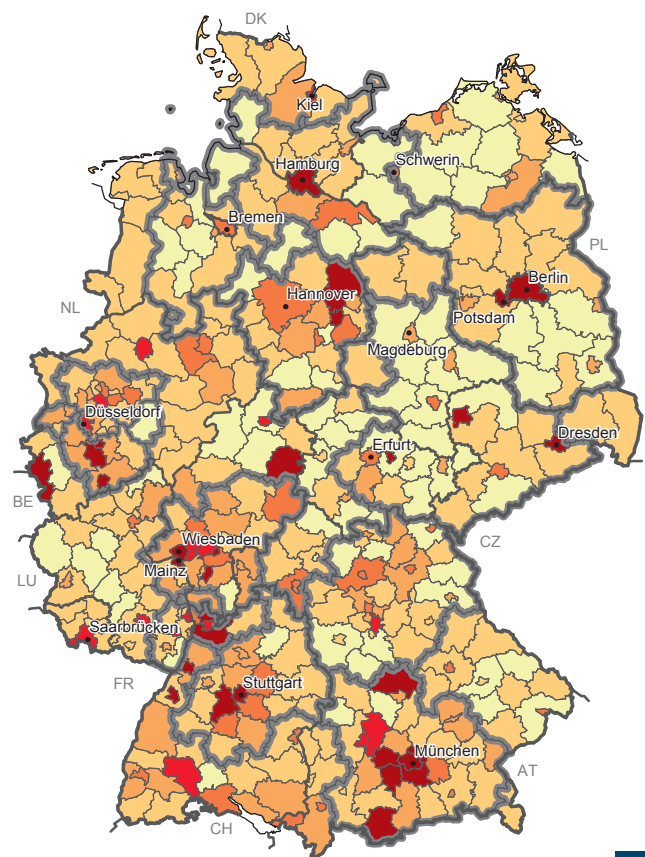 DK
Kiel
Hamburg
Schwerin
Bremen
PL
Berlin
NL
Hannover
Potsdam
Magdeburg
Düsseldorf
Erfurt
Dresden
BE
Wiesbaden
CZ
LU
Mainz
Saarbrücken
FR
Stuttgart
München
AT
CH